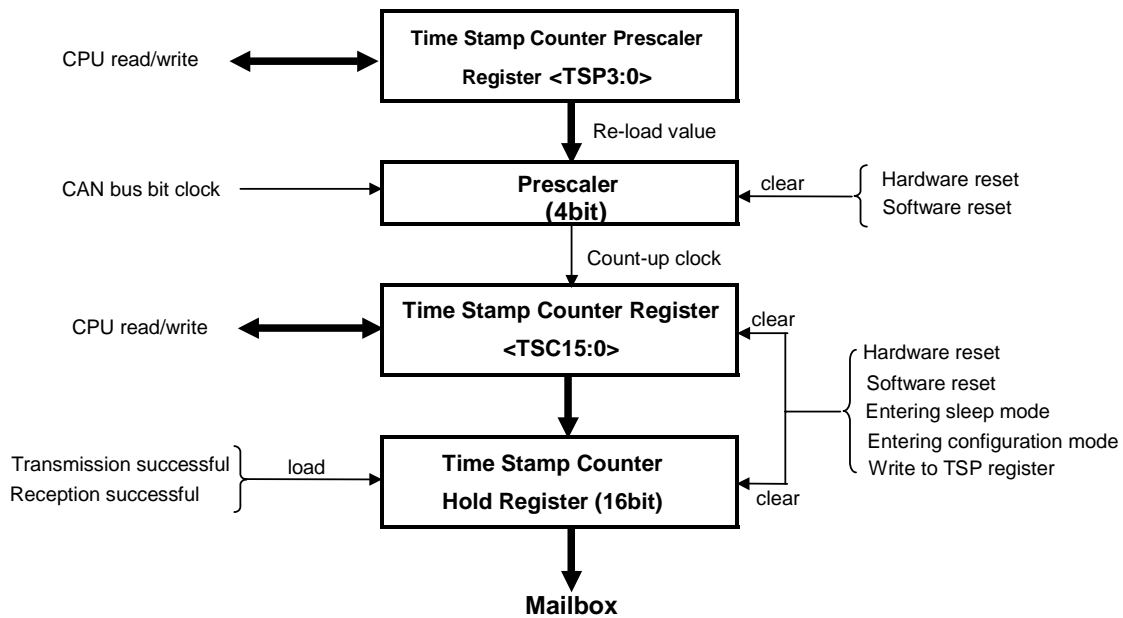 Time Stamp Counter Prescaler
Register <TSP3:0>
CPU read/write
Re-load value
CAN bus bit clock
Prescaler
(4bit)
clear
Hardware reset
Software reset
Count-up clock
CPU read/write
Time Stamp Counter Register
<TSC15:0>
clear
Hardware reset
Software reset
Entering sleep mode
Entering configuration mode
Write to TSP register
Transmission successful
Reception successful
load
Time Stamp Counter
Hold Register (16bit)
clear
Mailbox